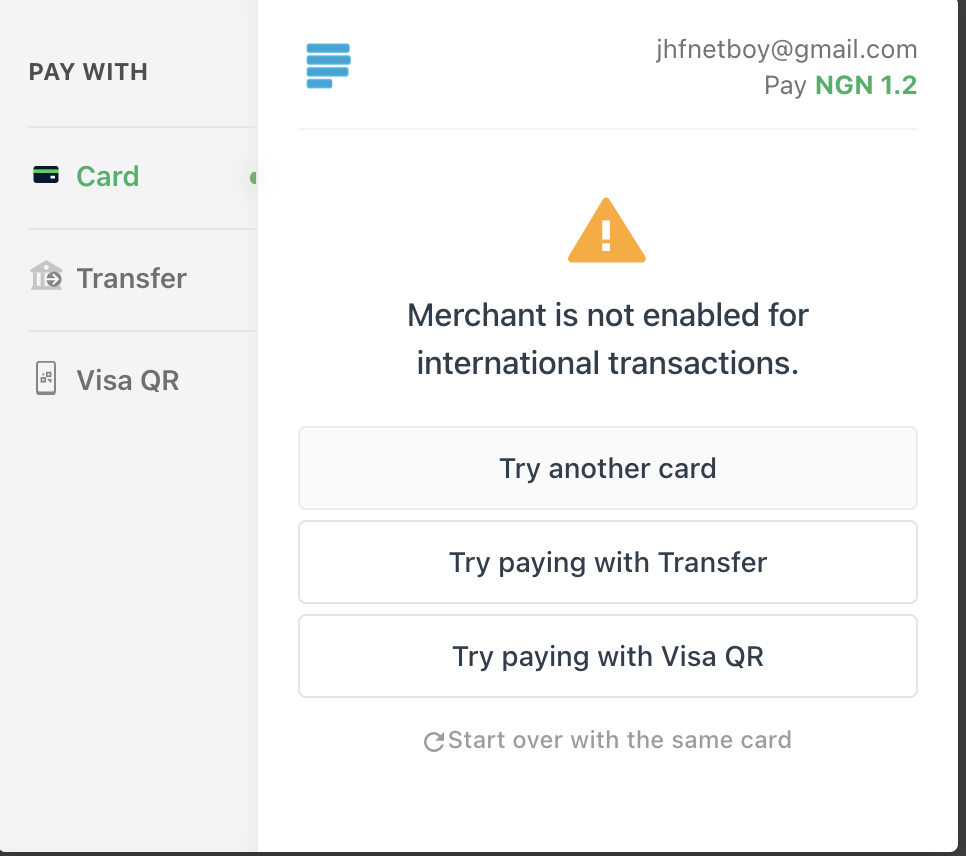 PAY WITH
Card
Transfer
Visa QR
jhfnetboy@gmail.com
Pay NGN 1.2
Merchant is not enabled for
international transactions.
Try another card
Try paying with Transfer
Try paying with Visa QR
Start over with the same card